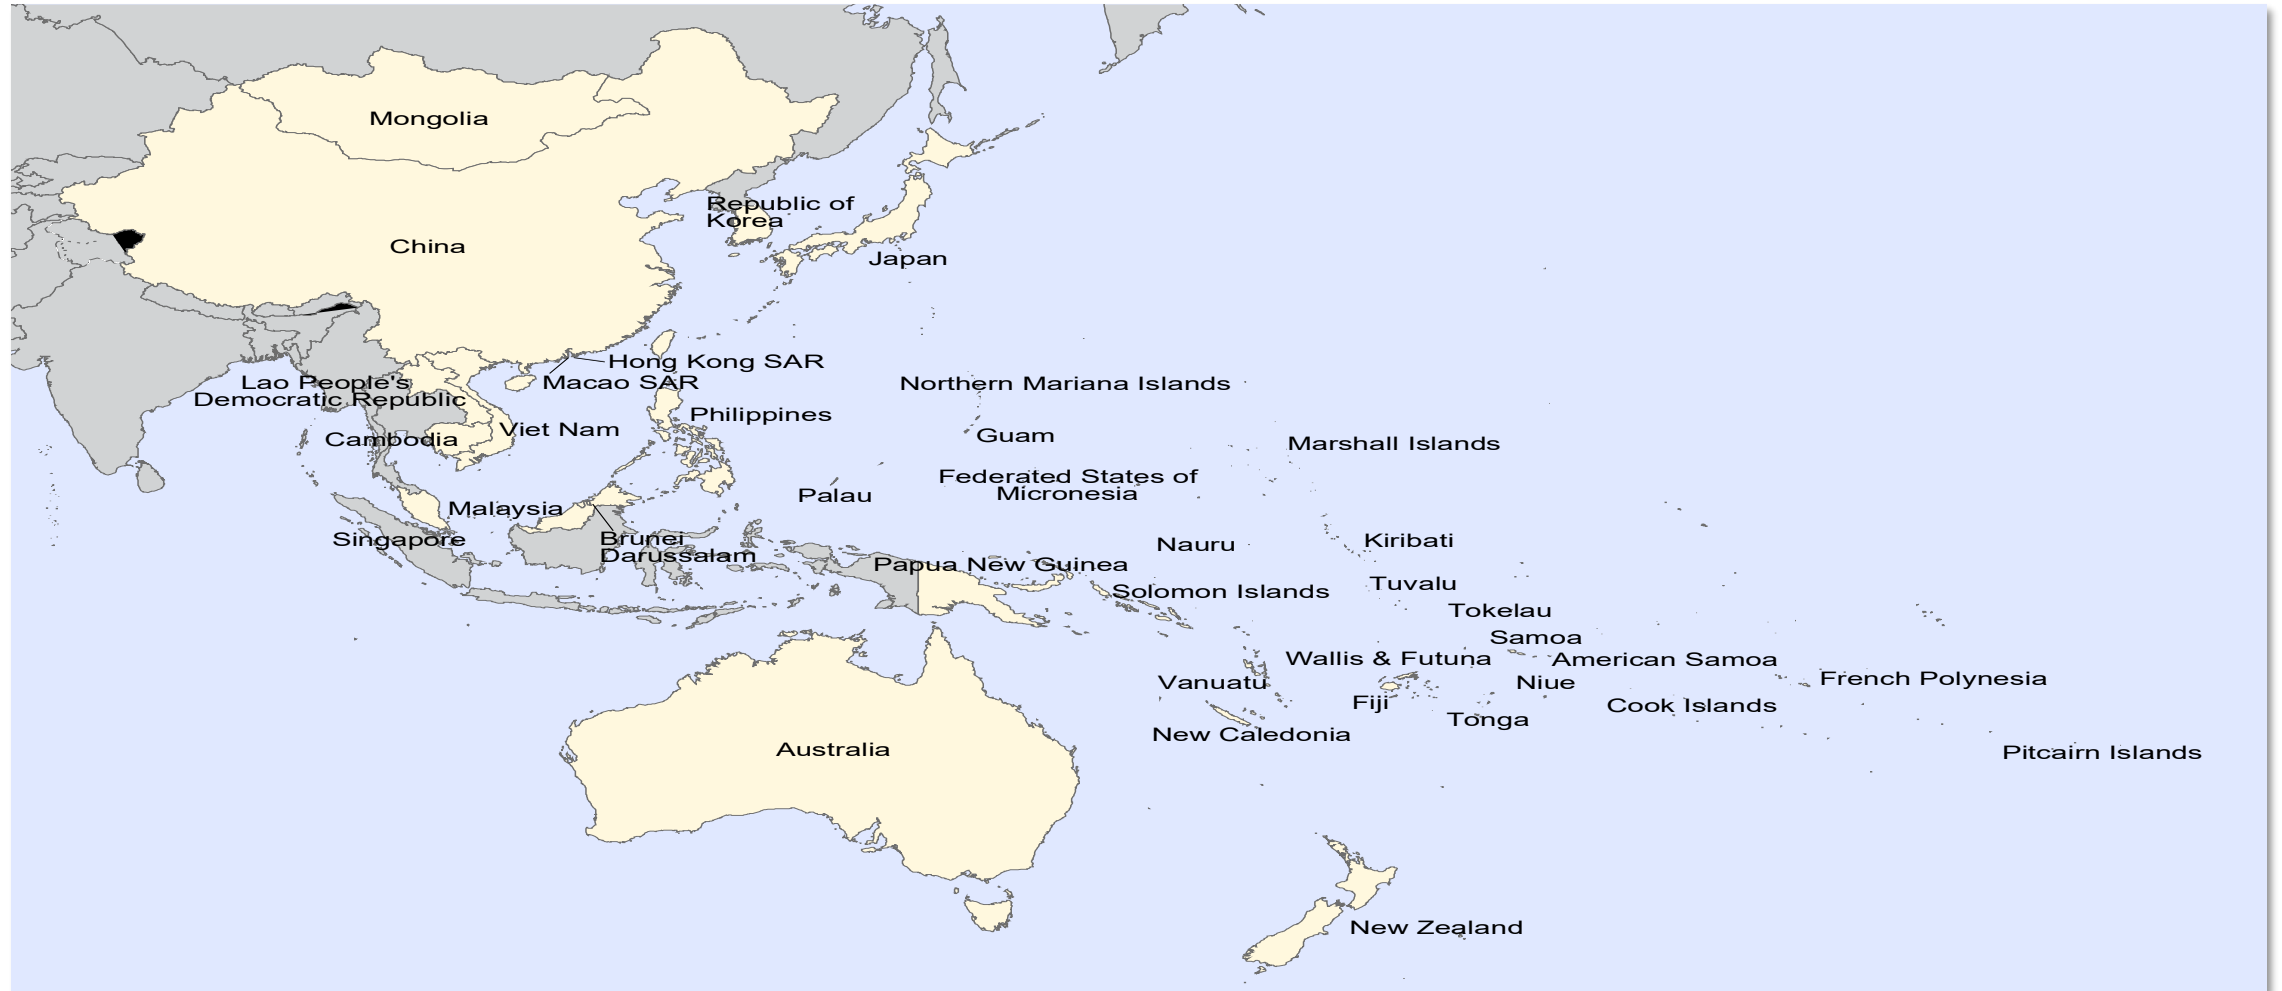 Mongolia
Republic of
Korea
China
Japan
Hong Kong SAR
Macao SAR
Lao People's
Democratic Republic
Northern Mariana Islands
Philippines
Viet Nam
Cambodia
Guam
Marshall Islands
Federated States of
Micronesia
Palau
Malaysia
Singapore
Brunei
Darussalam
Nauru
Kiribati
Papua New Guinea
Solomon Islands
Tuvalu
Tokelau
Samoa
Wallis & Futuna
American Samoa
Vanuatu
Niue
French Polynesia
Fiji
Cook Islands
Tonga
New Caledonia
Australia
Pitcairn Islands
New Zealand